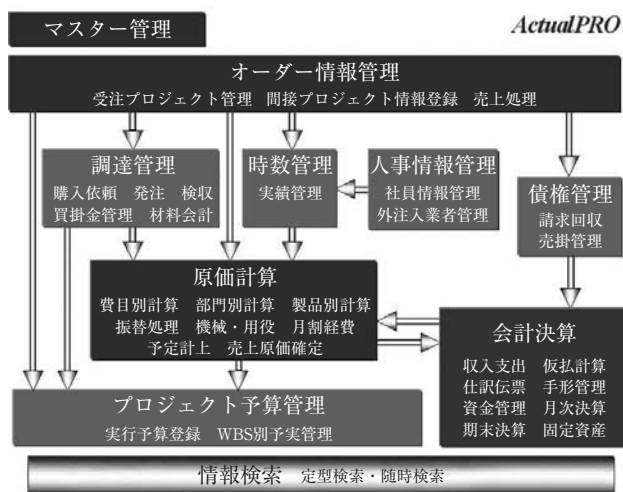 マスター管理
ActualPRO
オーダー情報管理
受注プロジェクト管理 間接プロジェクト情報登録 売上処理
調達管理
購入依頼 発注 検収
買掛金管理 材料会計
時数管理
実績管理
人事情報管理
社員情報管理
外注入業者管理
債権管理
請求回収
売掛管理
原価計算
費目別計算 部門別計算 製品別計算
振替処理 機械・用役 月割経費
予定計上 売上原価確定
会計決算
収入支出 仮払計算
仕訳伝票 手形管理
資金管理 月次決算
期末決算 固定資産
プロジェクト予算管理
実行予算登録 WBS別予実管理
情報検索 定型検索・随時検索